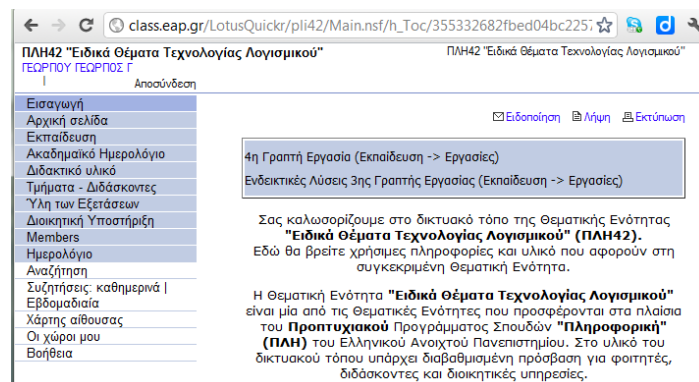 class.eap.gr/LotusQuickr/pli42/Main.nsf/h_Toc/355332682fbed04bc225
ΠΛΗ42 "Ειδικά Θέματα Τεχνολογίας Λογισμικού"
ΠΛΗ42 "Ειδικά Θέματα Τεχνολογίας Λογισμικού"
ΓΕΩΡΓΙΟΥ ΓΕΩΡΓΙΟΣ Γ
| Αποσύνδεση
Εισαγωγή
Αρχική σελίδα
Εκπαίδευση
Ακαδημαϊκό Ημερολόγιο
Διδακτικό υλικό
Τμήματα - Διδάσκοντες
Ύλη των Εξετάσεων
Διοικητική Υποστήριξη
Members
Ημερολόγιο
Αναζήτηση
Συζητήσεις: καθημερινά |
Εβδομαδιαία
Χάρτης αίθουσας
Οι χώροι μου
Βοήθεια
Ειδοποίηση Λήψη Εκτύπωση
4η Γραπτή Εργασία (Εκπαίδευση -> Εργασίες)
Ενδεικτικές Λύσεις 3ης Γραπτής Εργασίας (Εκπαίδευση -> Εργασίες)
Σας καλωσορίζουμε στο δικτυακό τόπο της Θεματικής Ενότητας
"Ειδικά Θέματα Τεχνολογίας Λογισμικού" (ΠΛΗ42).
Εδώ θα βρείτε χρήσιμες πληροφορίες και υλικό που αφορούν στη
συγκεκριμένη Θεματική Ενότητα.
Η Θεματική Ενότητα "Ειδικά Θέματα Τεχνολογίας Λογισμικού"
είναι μία από τις Θεματικές Ενότητες που προσφέρονται στα πλαίσια
του Προπτυχιακού Προγράμματος Σπουδών "Πληροφορική"
(ΠΛΗ) του Ελληνικού Ανοιχτού Πανεπιστημίου. Στο υλικό του
δικτυακού τόπου υπάρχει διαβαθμισμένη πρόσβαση για φοιτητές,
διδάσκοντες και διοικητικές υπηρεσίες.